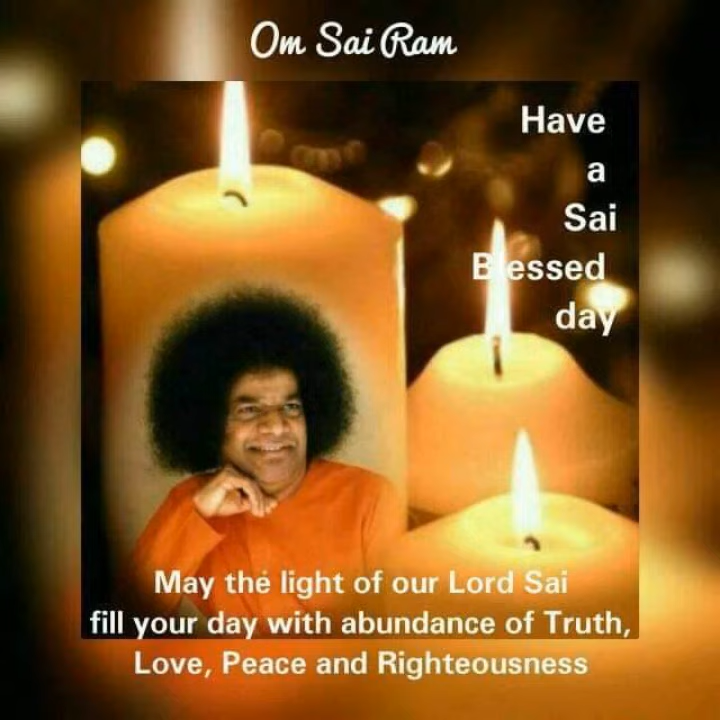 Om Sai Ram
Have
a
Sai
Blessed
day
May the light of our Lord Sai
fill your day with abundance of Truth,
Love, Peace and Righteousness